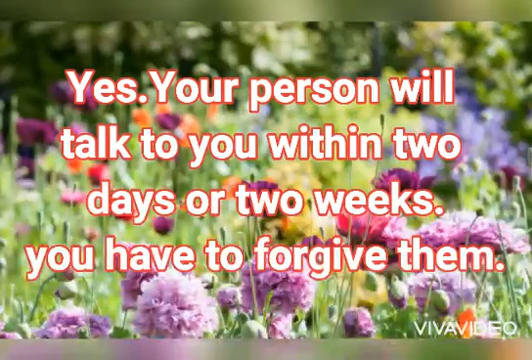 Yes.Your person will
talk to you within two
days or two weeks.
you have to forgive them.
VIVAVIDEO